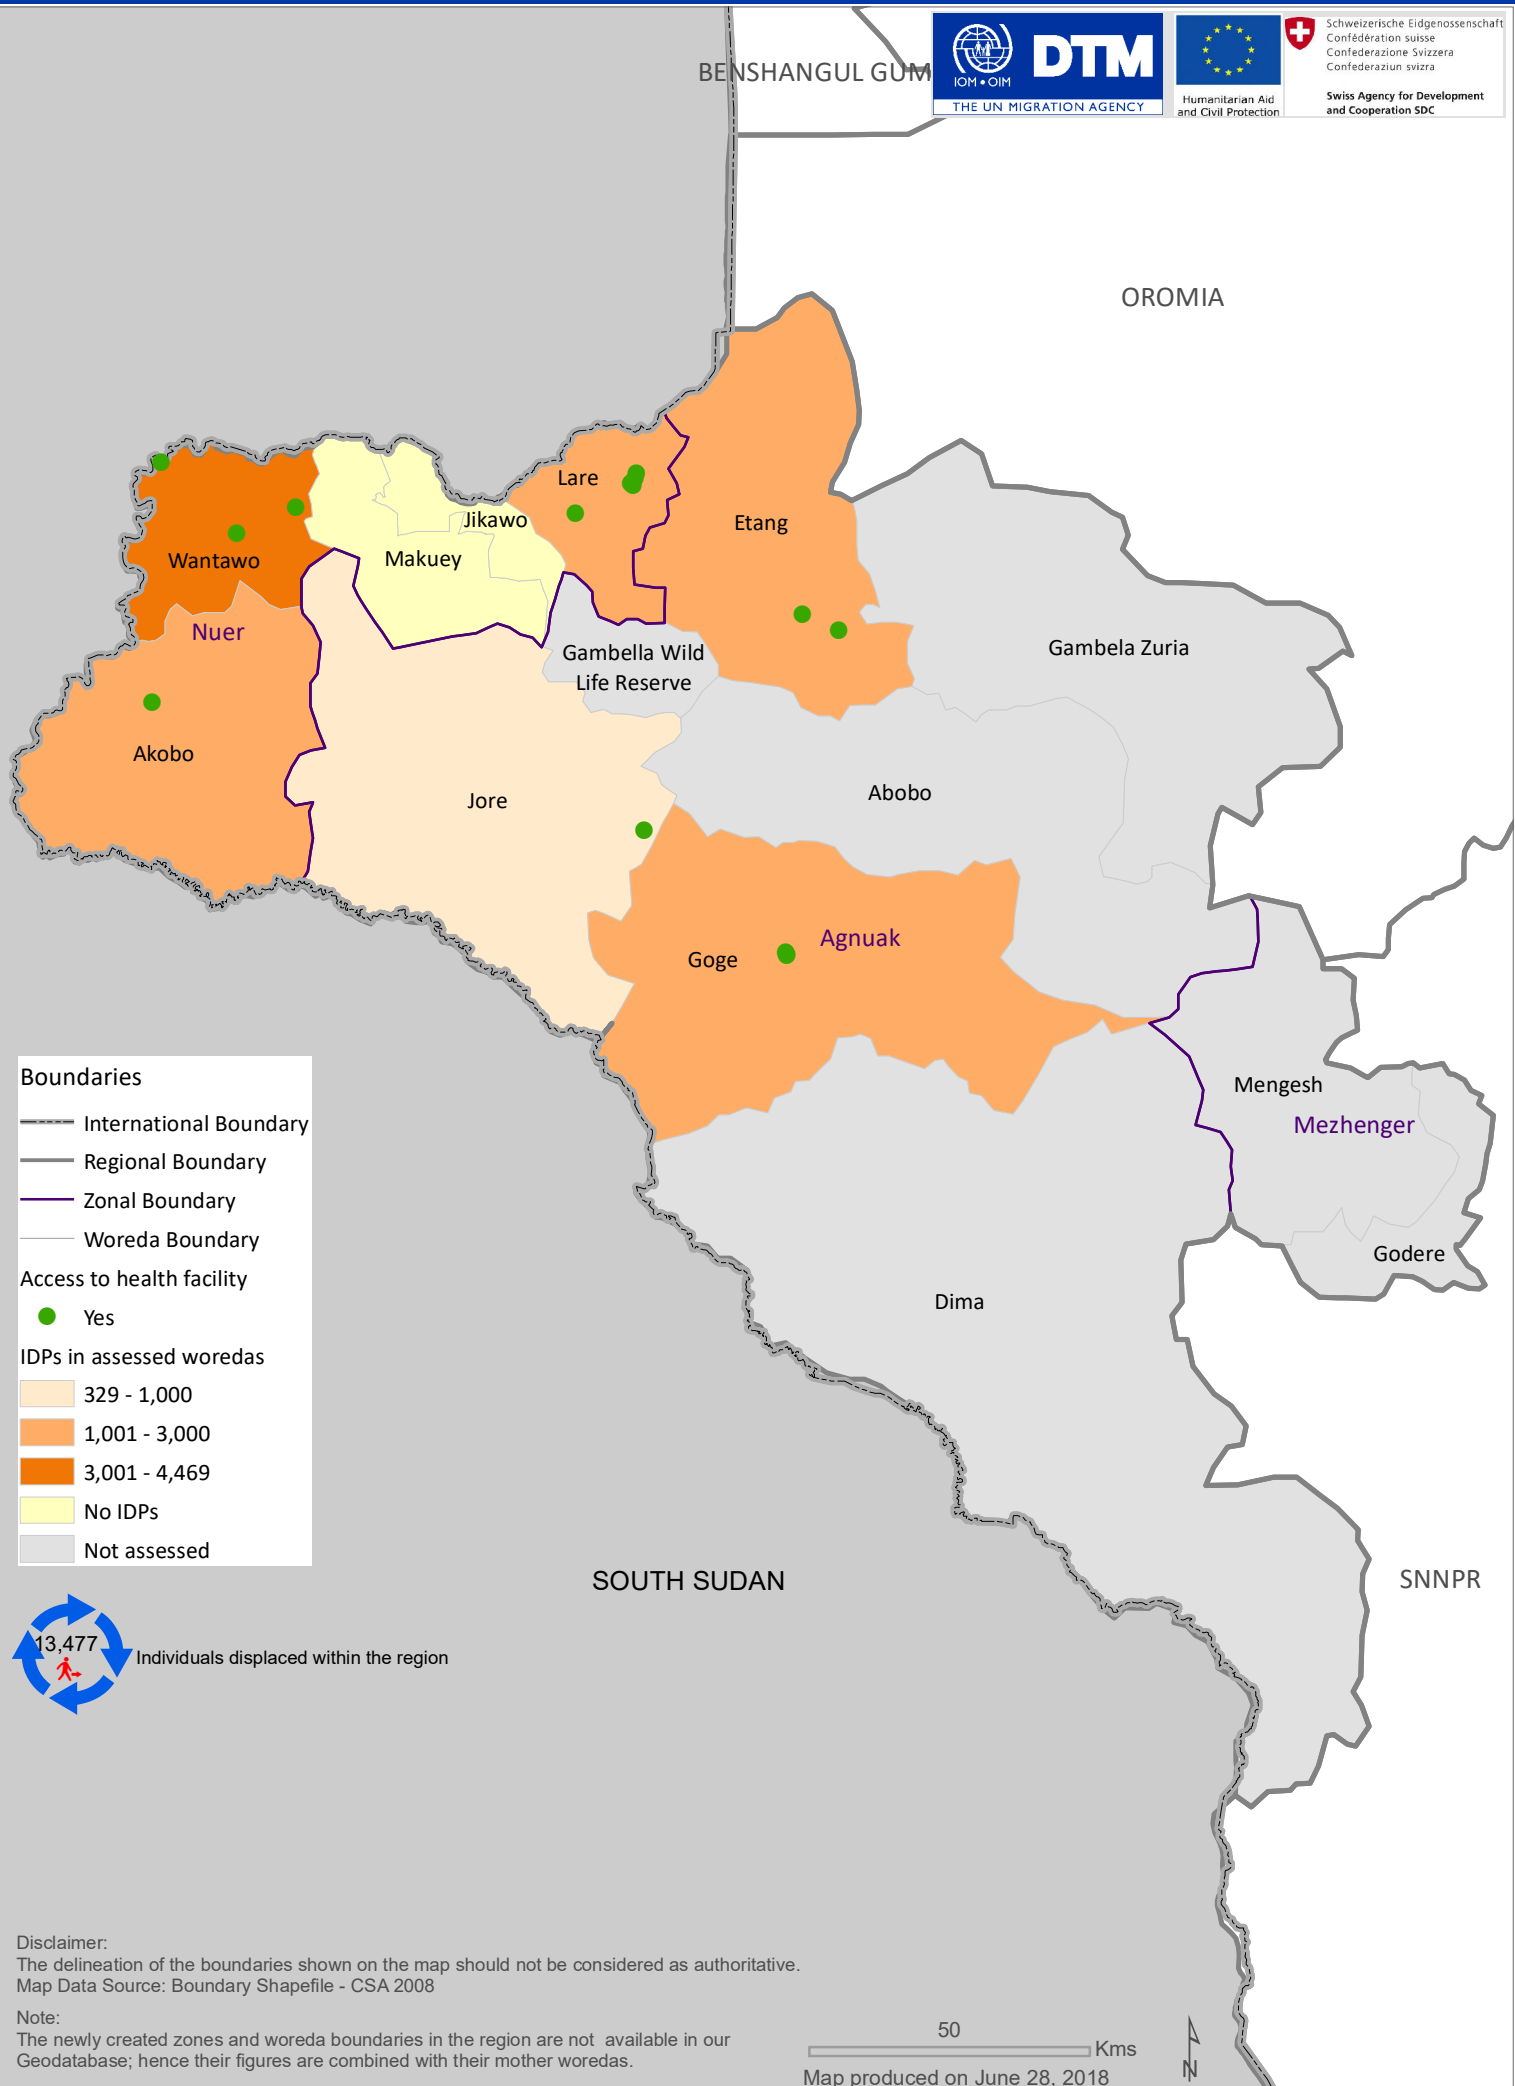 BENSHANGUL GUM
IOM • OIM
DTM
THE UN MIGRATION AGENCY
Humanitarian Aid
and Civil Protection
Schweizerische Eidgenossenschaft
Confédération suisse
Confederazione Svizzera
Confederaziun svizra
Swiss Agency for Development
and Cooperation SDC
OROMIA
Lare
Jikawo
Etang
Wantawo
Makuey
Nuer
Gambella Wild
Life Reserve
Gambela Zuria
Akobo
Jore
Abobo
Agnuak
Goge
Mengesh
Mezhenger
Godere
Dima
Boundaries
International Boundary
Regional Boundary
Zonal Boundary
Woreda Boundary
Access to health facility
Yes
IDPs in assessed woredas
329 - 1,000
1,001 - 3,000
3,001 - 4,469
No IDPs
Not assessed
SOUTH SUDAN
SNNPR
13,477
Individuals displaced within the region
Disclaimer:
The delineation of the boundaries shown on the map should not be considered as authoritative.
Map Data Source: Boundary Shapefile - CSA 2008
Note:
The newly created zones and woreda boundaries in the region are not available in our
Geodatabase; hence their figures are combined with their mother woredas.
50
Kms
N
Map produced on June 28, 2018